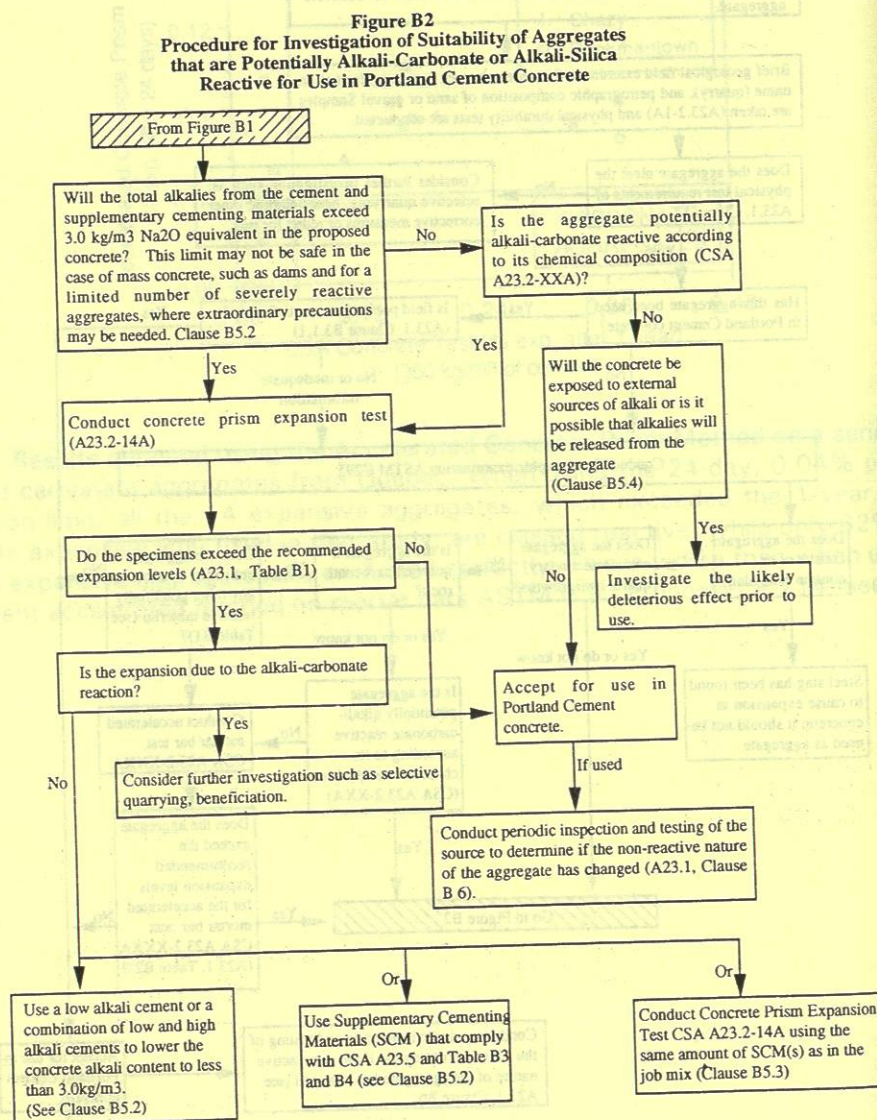 Figure B2
Procedure for Investigation of Suitability of Aggregates
that are Potentially Alkali-Carbonate or Alkali-Silica
Reactive for Use in Portland Cement Concrete
From Figure B1
Will the total alkalies from the cement and
supplementary cementing materials exceed
3.0 kg/m3 Na2O equivalent in the proposed
concrete? This limit may not be safe in the
case of mass concrete, such as dams and for a
limited number of severely reactive
aggregates, where extraordinary precautions
may be needed. Clause B5.2
No
Is the aggregate potentially
alkali-carbonate reactive according
to its chemical composition (CSA
A23.2-XXA)?
Yes
Yes
No
Conduct concrete prism expansion test
(A23.2-14A)
Will the concrete be
exposed to external
sources of alkali or is it
possible that alkalies will
be released from the
aggregate
(Clause B5.4)
Do the specimens exceed the recommended
expansion levels (A23.1, Table B1)
No
No
Yes
Investigate the likely
deleterious effect prior to
use.
Yes
Is the expansion due to the alkali-carbonate
reaction?
Accept for use in
Portland Cement
concrete.
No
Yes
Consider further investigation such as selective
quarrying, beneficiation.
If used
Conduct periodic inspection and testing of the
source to determine if the non-reactive nature
of the aggregate has changed (A23.1, Clause
B 6).
Use a low alkali cement or a
combination of low and high
alkali cements to lower the
concrete alkali content to less
than 3.0kg/m3.
(See Clause B5.2)
Or
Use Supplementary Cementing
Materials (SCM ) that comply
with CSA A23.5 and Table B3
and B4 (see Clause B5.2)
Or
Conduct Concrete Prism Expansion
Test CSA A23.2-14A using the
same amount of SCM(s) as in the
job mix (Clause B5.3)